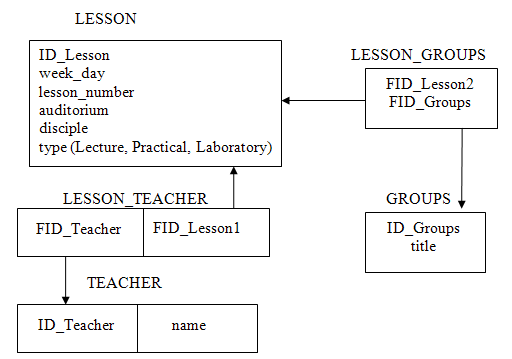 LESSON
ID_Lesson
week_day
lesson_number
auditorium
disciple
type (Lecture, Practical, Laboratory)
LESSON_GROUPS
FID_Lesson2
FID_Groups
LESSON_TEACHER
FID_Teacher
FID_Lesson1
GROUPS
ID_Groups
title
TEACHER
ID_Teacher
name